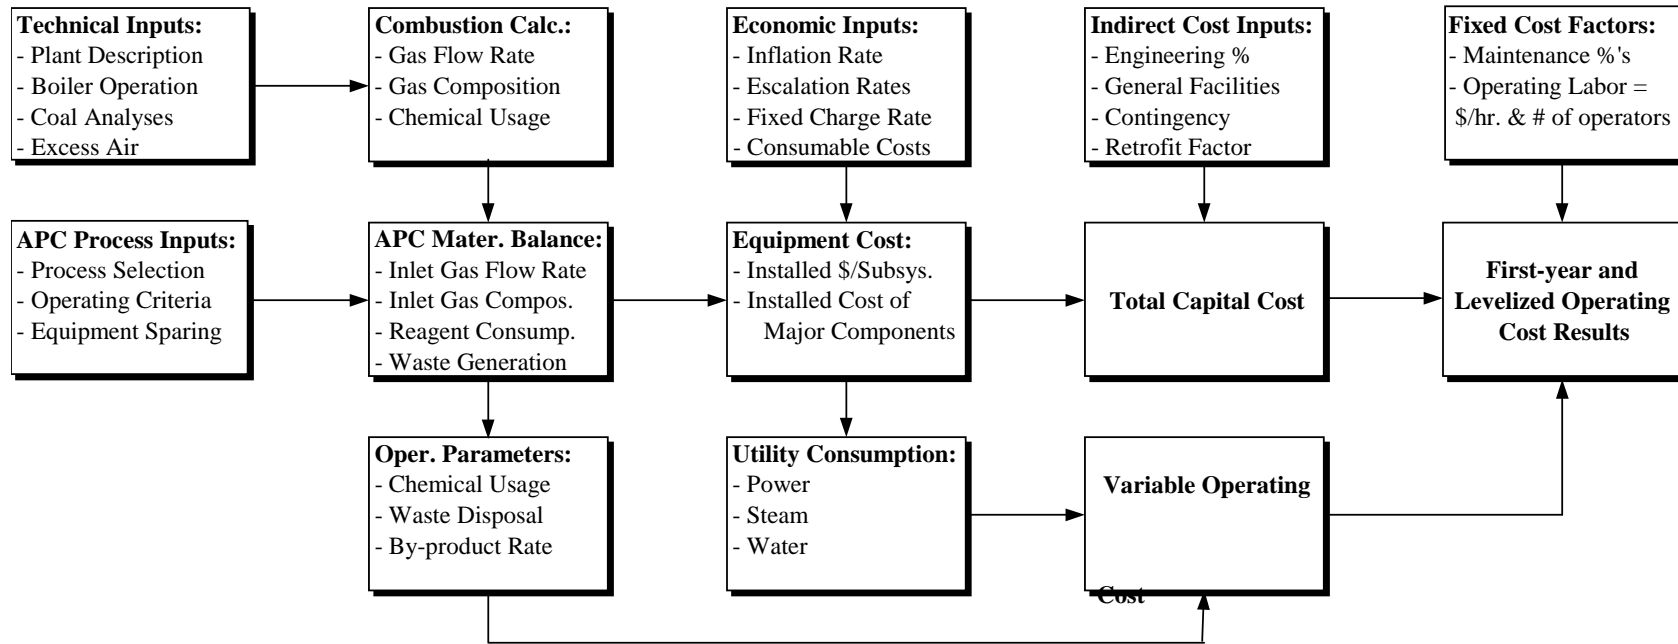 Technical Inputs:
- Plant Description
- Boiler Operation
- Coal Analyses
- Excess Air
Combustion Calc.:
- Gas Flow Rate
- Gas Composition
- Chemical Usage
Economic Inputs:
- Inflation Rate
- Escalation Rates
- Fixed Charge Rate
- Consumable Costs
Indirect Cost Inputs:
- Engineering %
- General Facilities
- Contingency
- Retrofit Factor
Fixed Cost Factors:
- Maintenance %'s
- Operating Labor =
$/hr. & # of operators
APC Process Inputs:
- Process Selection
- Operating Criteria
- Equipment Sparing
APC Mater. Balance:
- Inlet Gas Flow Rate
- Inlet Gas Compos.
- Reagent Consump.
- Waste Generation
Equipment Cost:
- Installed $/Subsys.
- Installed Cost of
Major Components
Total Capital Cost
First-year and
Levelized Operating
Cost Results
Oper. Parameters:
- Chemical Usage
- Waste Disposal
- By-product Rate
Utility Consumption:
- Power
- Steam
- Water
Variable Operating
Cost